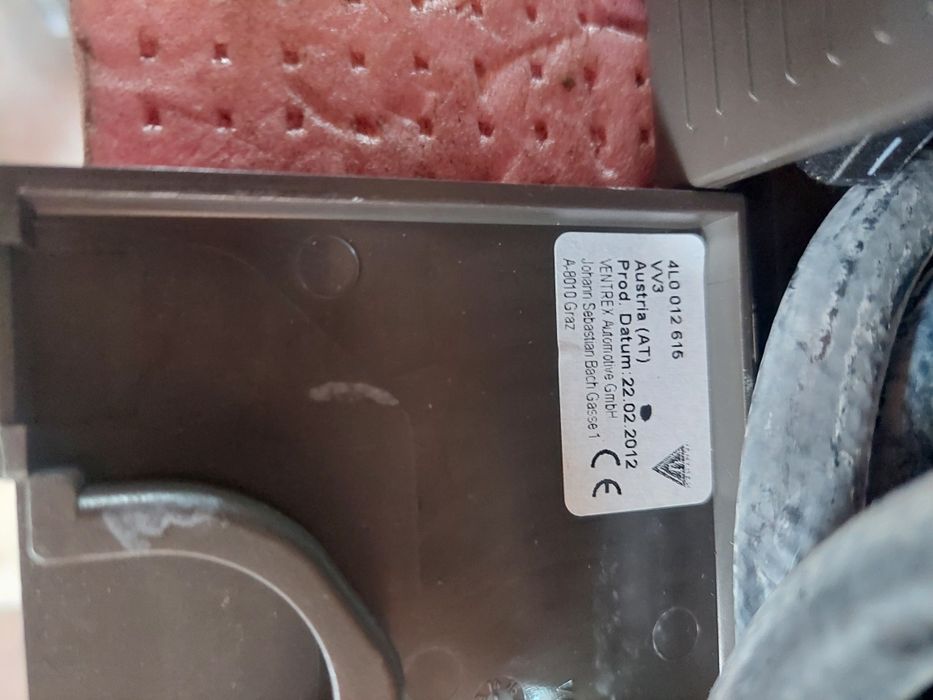 4L0 012 615
VV3
Austria (AT)
Prod. Datum: 22.02.2012
VENTREX Automotive GmbH
Johann Sebastian Bach Gasse 1
A-8010 Graz
CE